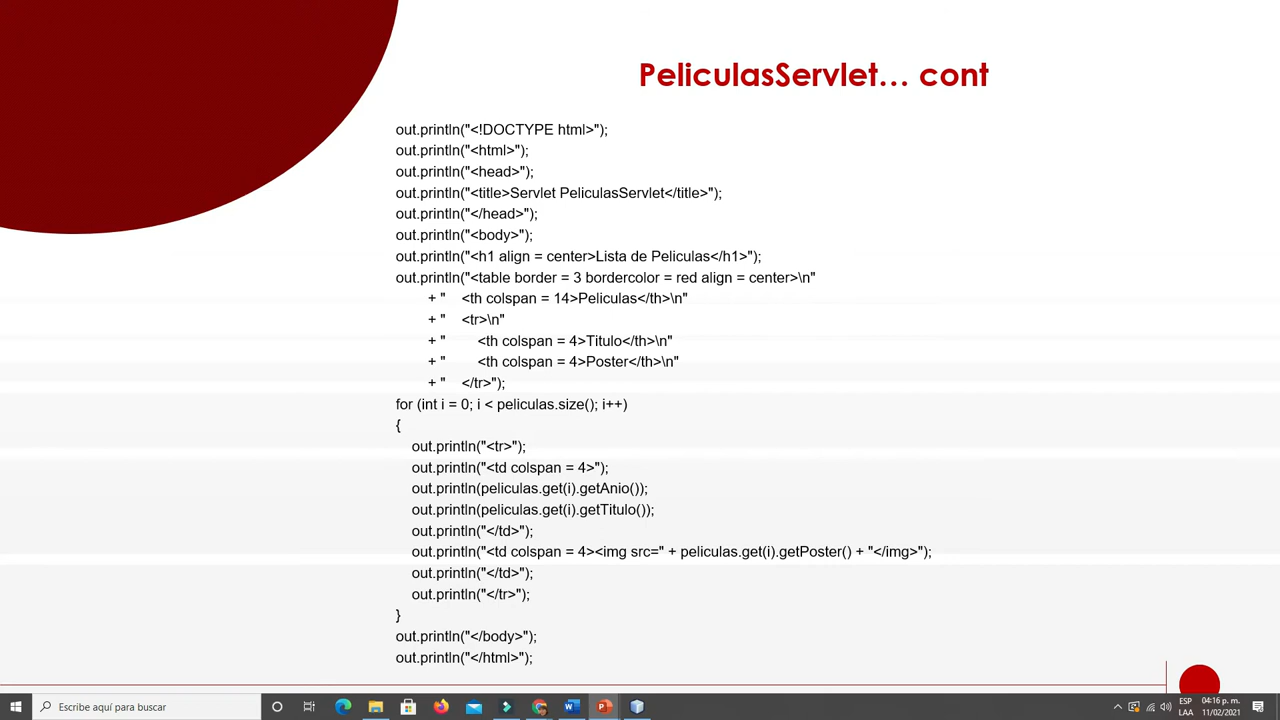 PeliculasServlet… cont
out.println("<!DOCTYPE html>");
out.println("<html>");
out.println("<head>");
out.println("<title>Servlet PeliculasServlet</title>");
out.println("</head>");
out.println("<body>");
out.println("<h1 align = center>Lista de Peliculas</h1>");
out.println("<table border = 3 bordercolor = red align = center>\n"
+ "    <th colspan = 14>Peliculas</th>\n"
+ "    <tr>\n"
+ "        <th colspan = 4>Titulo</th>\n"
+ "        <th colspan = 4>Poster</th>\n"
+ "    </tr>");
for (int i = 0; i < peliculas.size(); i++)
{
out.println("<tr>");
out.println("<td colspan = 4>");
out.println(peliculas.get(i).getAnio());
out.println(peliculas.get(i).getTitulo());
out.println("</td>");
out.println("<td colspan = 4><img src=" + peliculas.get(i).getPoster() + "</img>");
out.println("</td>");
out.println("</tr>");
}
out.println("</body>");
out.println("</html>");
Escribe aquí para buscar
ESP 04:16 p. m.
LAA 11/02/2021